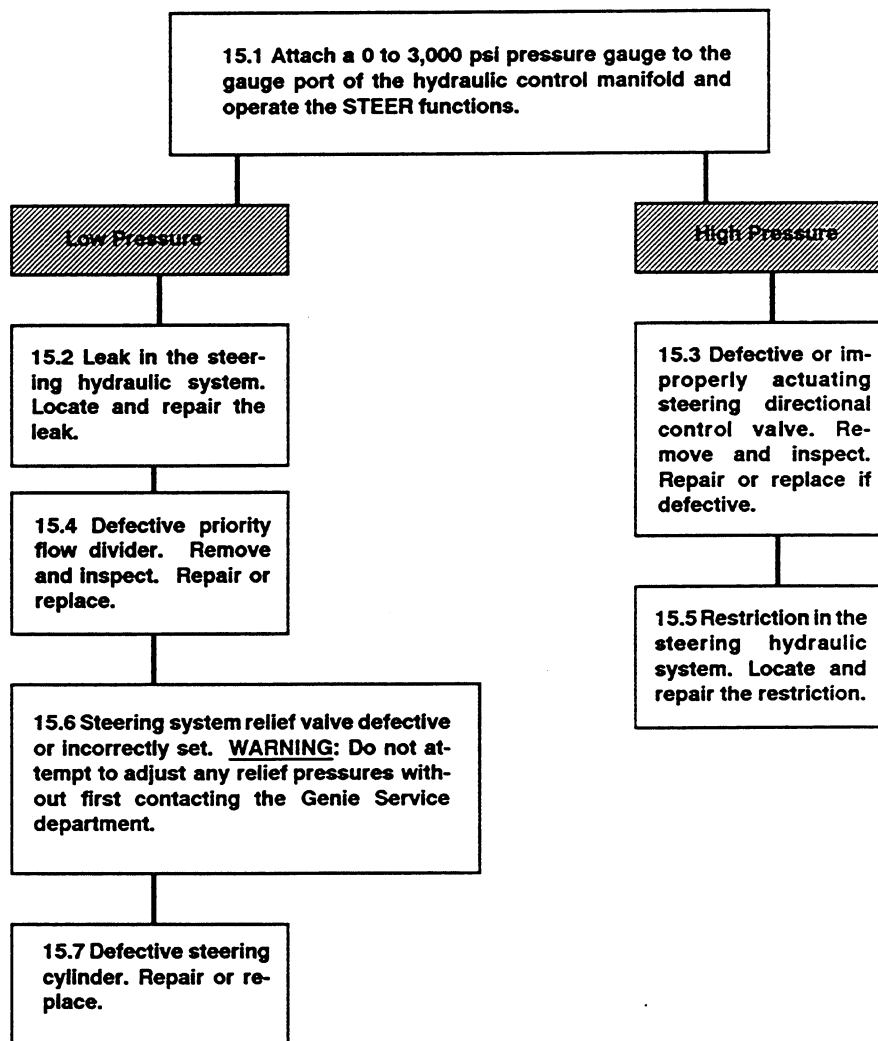 15.1 Attach a 0 to 3,000 psi pressure gauge to the
gauge port of the hydraulic control manifold and
operate the STEER functions.
Low Pressure
High Pressure
15.2 Leak in the steer-
ing hydraulic system.
Locate and repair the
leak.
15.3 Defective or im-
properly actuating
steering directional
control valve. Re-
move and inspect.
Repair or replace if
defective.
15.4 Defective priority
flow divider. Remove
and inspect. Repair or
replace.
15.5 Restriction in the
steering hydraulic
system. Locate and
repair the restriction.
15.6 Steering system relief valve defective
or incorrectly set. WARNING: Do not at-
tempt to adjust any relief pressures with-
out first contacting the Genie Service
department.
15.7 Defective steering
cylinder. Repair or re-
place.